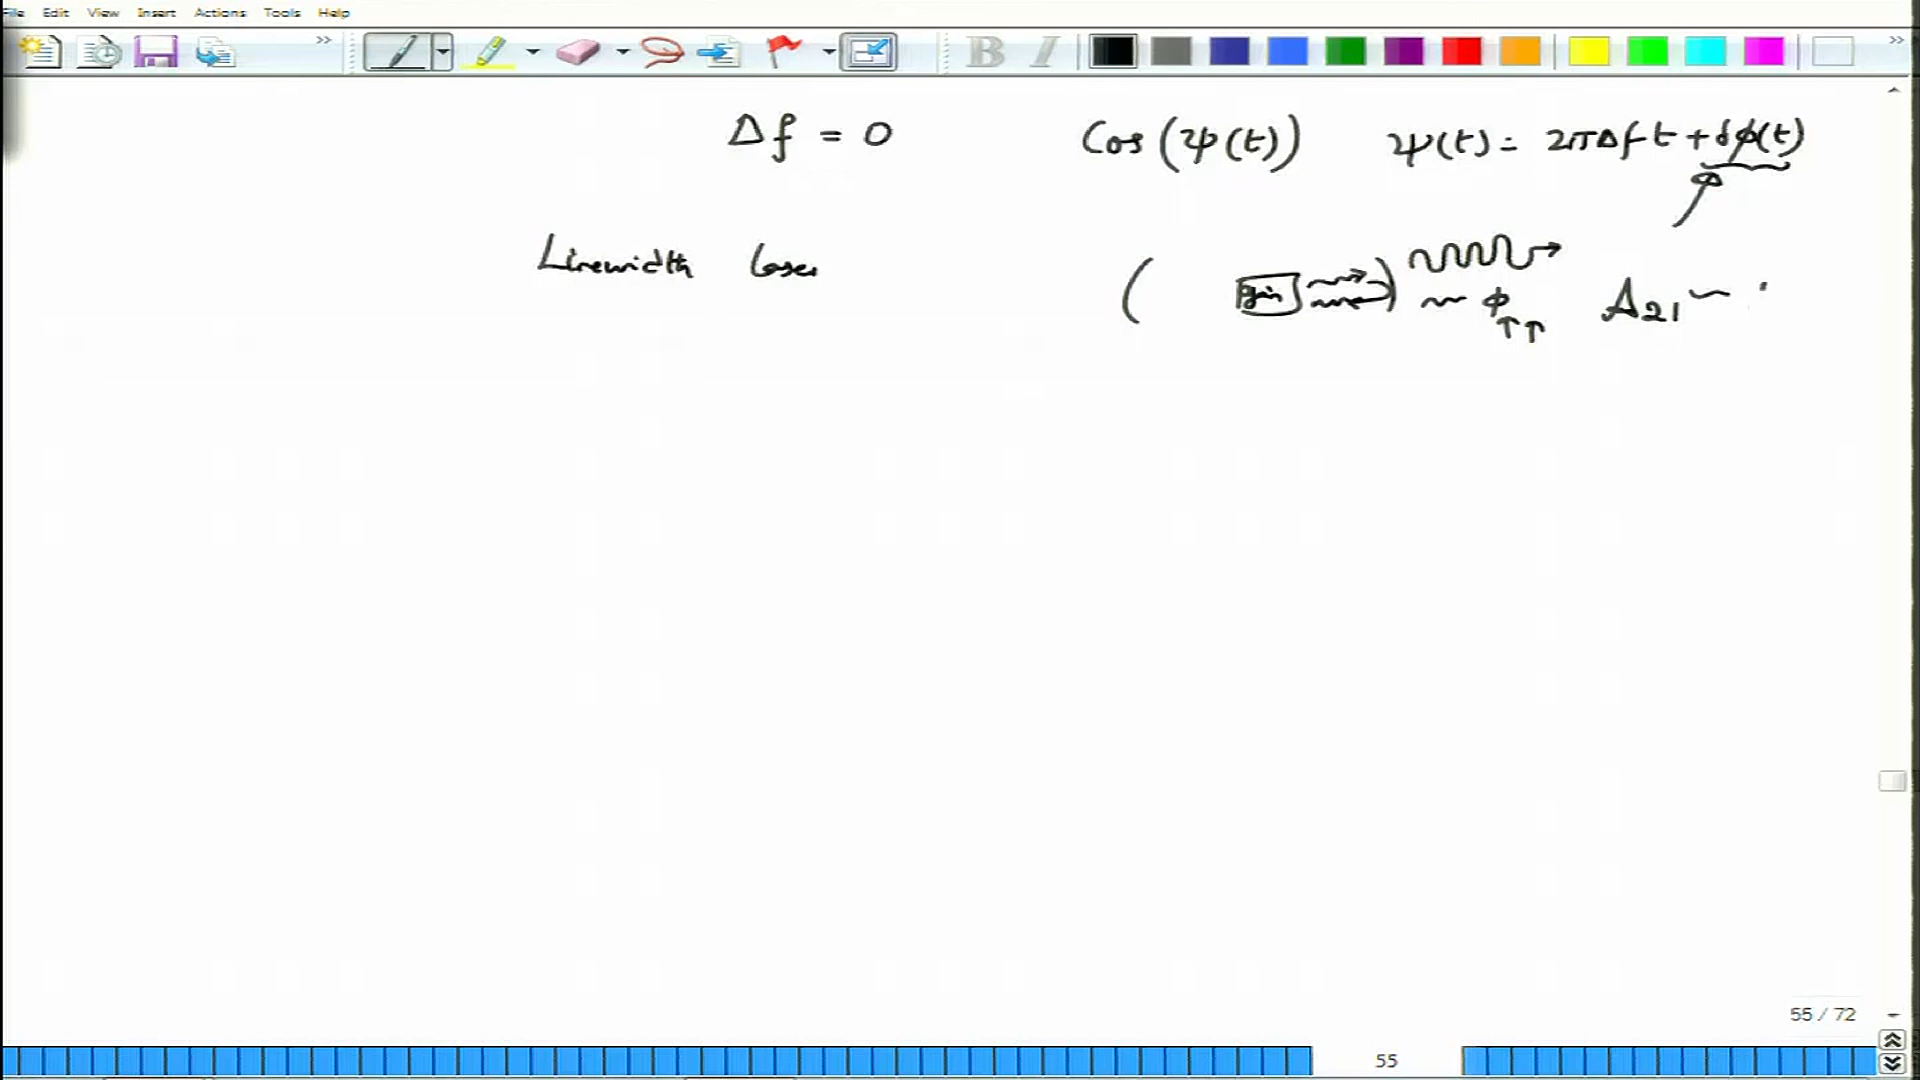 File Edit View Insert Actions Tools Help
B I
Δf = 0 Cos(ψ(t)) ψ(t) = 2πΔft + δϕ(t)
Linewidth laser
( gain ) ϕ A21
55 / 72
55